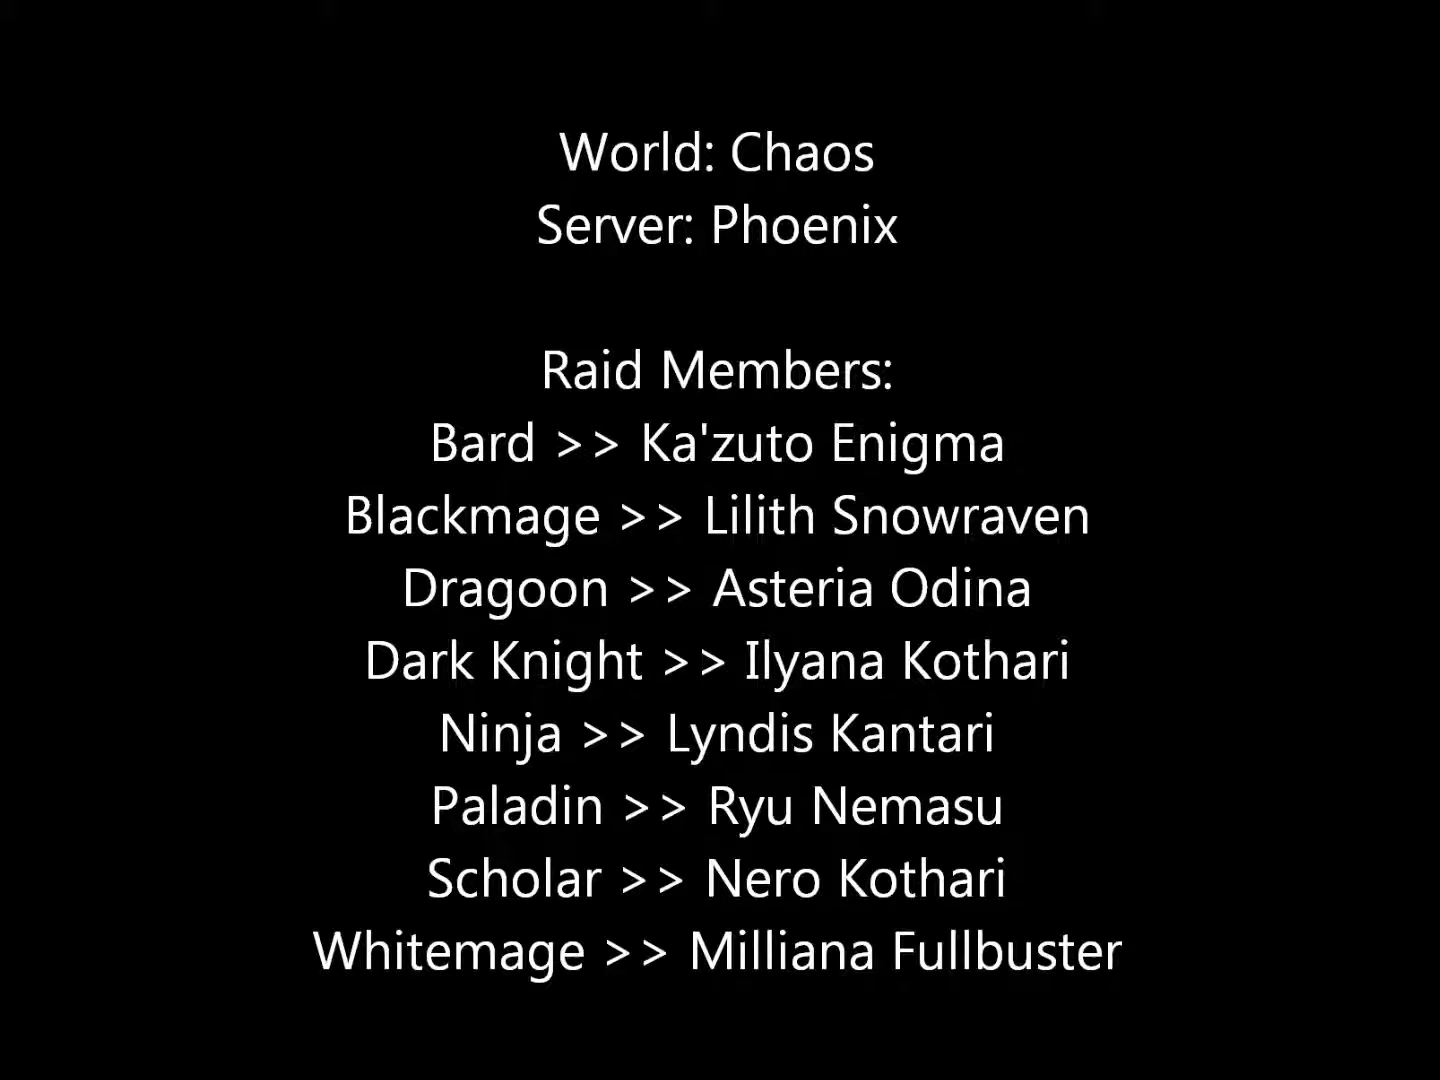 World: Chaos
Server: Phoenix
Raid Members:
Bard >> Ka'zuto Enigma
Blackmage >> Lilith Snowraven
Dragoon >> Asteria Odina
Dark Knight >> Ilyana Kothari
Ninja >> Lyndis Kantari
Paladin >> Ryu Nemasu
Scholar >> Nero Kothari
Whitemage >> Milliana Fullbuster